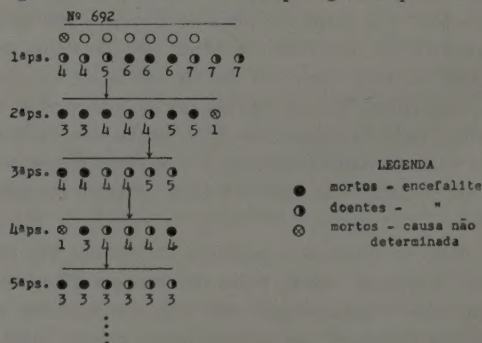 Nº 692
1ªps.
4 4 5 6 6 6 7 7 7
2ªps.
3 3 4 4 4 5 5 1
3ªps.
4 4 4 4 5 5
4ªps.
1 3 4 4 4 4
5ªps.
3 3 3 3 3 3
LEGENDA
mortos - encefalite
doentes - "
mortos - causa não
determinada